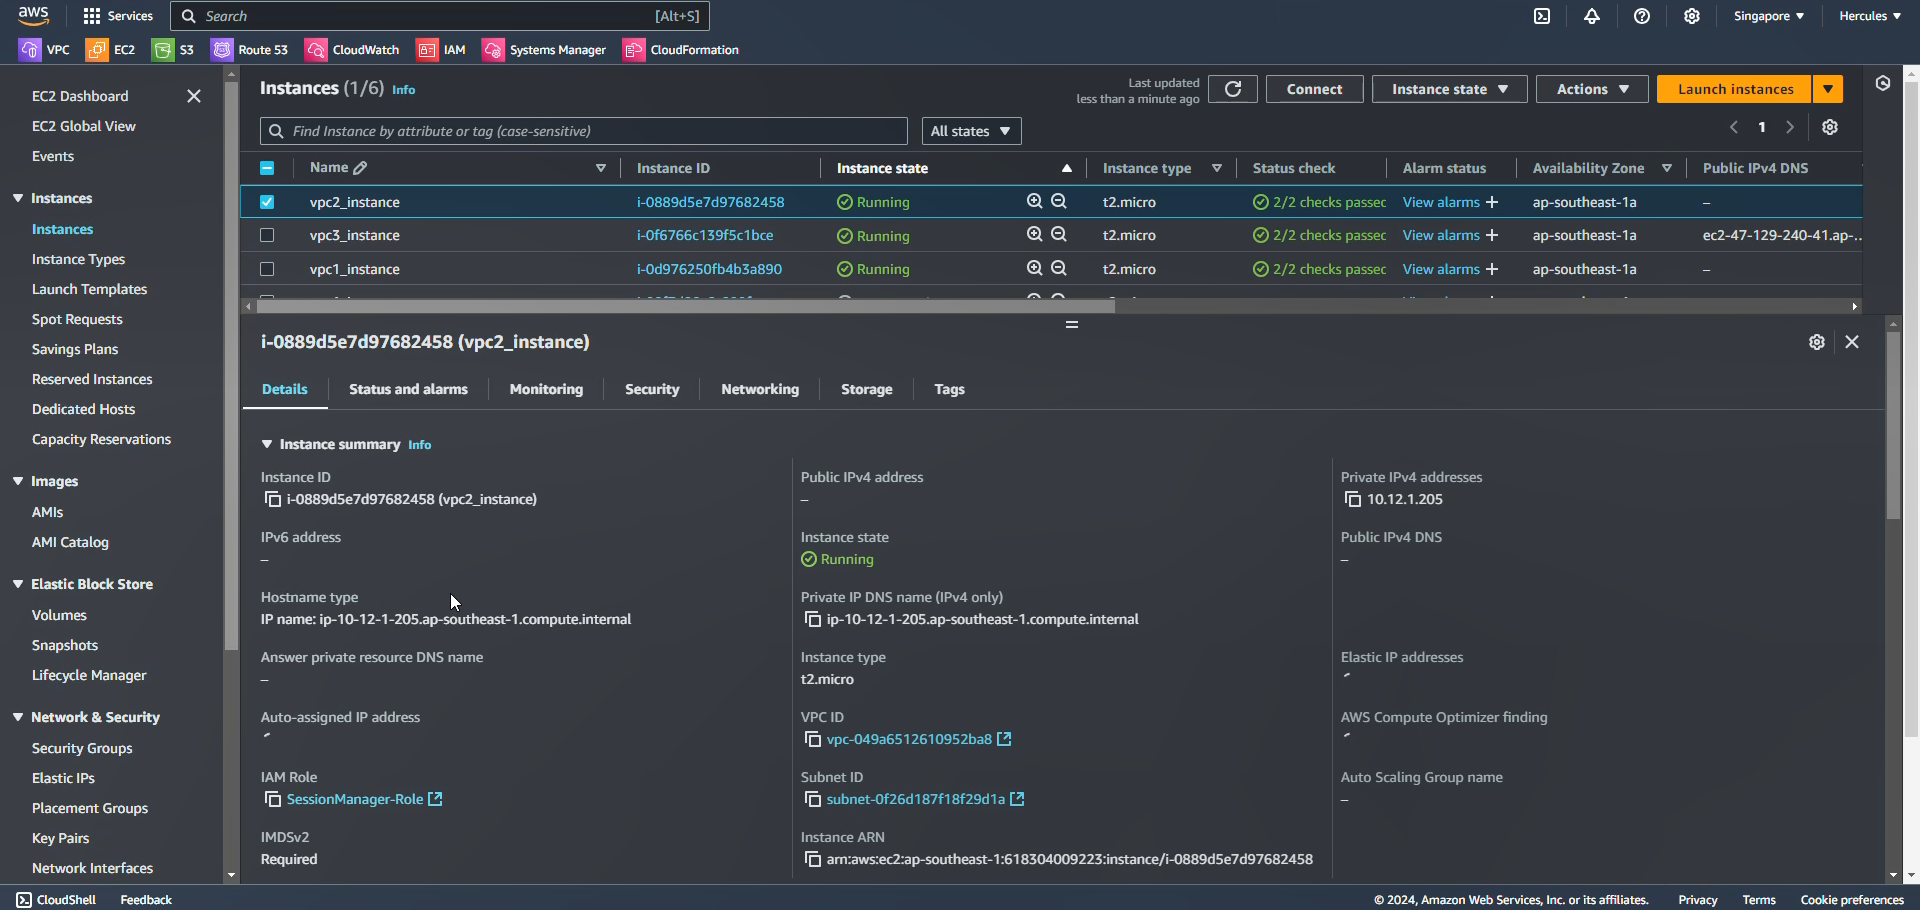 aws Services Search [Alt+S] Singapore Hercules
VPC EC2 S3 Route 53 CloudWatch IAM Systems Manager CloudFormation
EC2 Dashboard
EC2 Global View
Events
Instances
Instances
Instance Types
Launch Templates
Spot Requests
Savings Plans
Reserved Instances
Dedicated Hosts
Capacity Reservations
Images
AMIs
AMI Catalog
Elastic Block Store
Volumes
Snapshots
Lifecycle Manager
Network & Security
Security Groups
Elastic IPs
Placement Groups
Key Pairs
Network Interfaces
Instances (1/6) Info
Last updated
less than a minute ago
Connect Instance state Actions Launch instances
Find Instance by attribute or tag (case-sensitive) All states 1
Name Instance ID Instance state Instance type Status check Alarm status Availability Zone Public IPv4 DNS
vpc2_instance i-0889d5e7d97682458 Running t2.micro 2/2 checks passec View alarms + ap-southeast-1a –
vpc3_instance i-0f6766c139f5c1bce Running t2.micro 2/2 checks passec View alarms + ap-southeast-1a ec2-47-129-240-41.ap-...
vpc1_instance i-0d976250fb4b3a890 Running t2.micro 2/2 checks passec View alarms + ap-southeast-1a –
i-0889d5e7d97682458 (vpc2_instance)
Details Status and alarms Monitoring Security Networking Storage Tags
Instance summary Info
Instance ID
i-0889d5e7d97682458 (vpc2_instance)
Public IPv4 address
–
Private IPv4 addresses
10.12.1.205
IPv6 address
–
Instance state
Running
Public IPv4 DNS
–
Hostname type
IP name: ip-10-12-1-205.ap-southeast-1.compute.internal
Private IP DNS name (IPv4 only)
ip-10-12-1-205.ap-southeast-1.compute.internal
Answer private resource DNS name
–
Instance type
t2.micro
Elastic IP addresses
Auto-assigned IP address
VPC ID
vpc-049a6512610952ba8
AWS Compute Optimizer finding
IAM Role
SessionManager-Role
Subnet ID
subnet-0f26d187f18f29d1a
Auto Scaling Group name
–
IMDSv2
Required
Instance ARN
arn:aws:ec2:ap-southeast-1:618304009223:instance/i-0889d5e7d97682458
CloudShell Feedback © 2024, Amazon Web Services, Inc. or its affiliates. Privacy Terms Cookie preferences